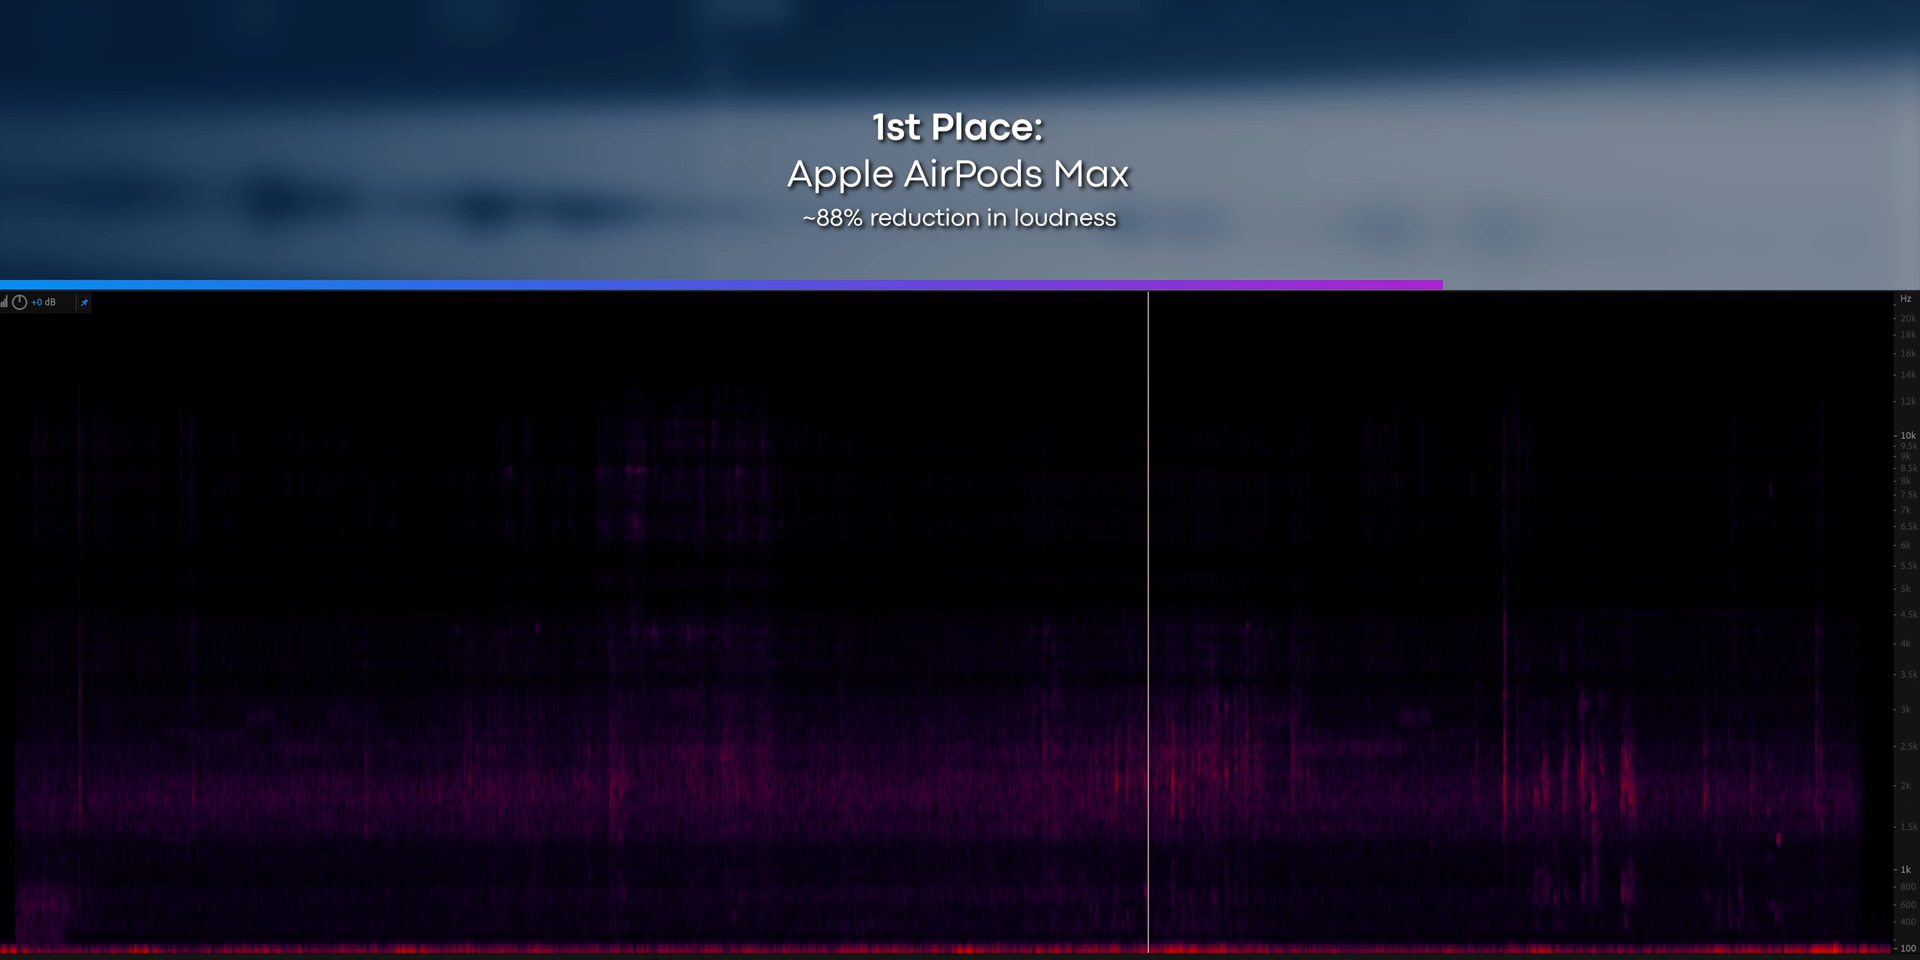 1st Place:
Apple AirPods Max
~88% reduction in loudness
+0 dB
Hz
20k
18k
16k
14k
12k
10k
9.5k
9k
8.5k
8k
7.5k
7k
6.5k
6k
5.5k
5k
4.5k
4k
3.5k
3k
2.5k
2k
1.5k
1k
800
600
400
100